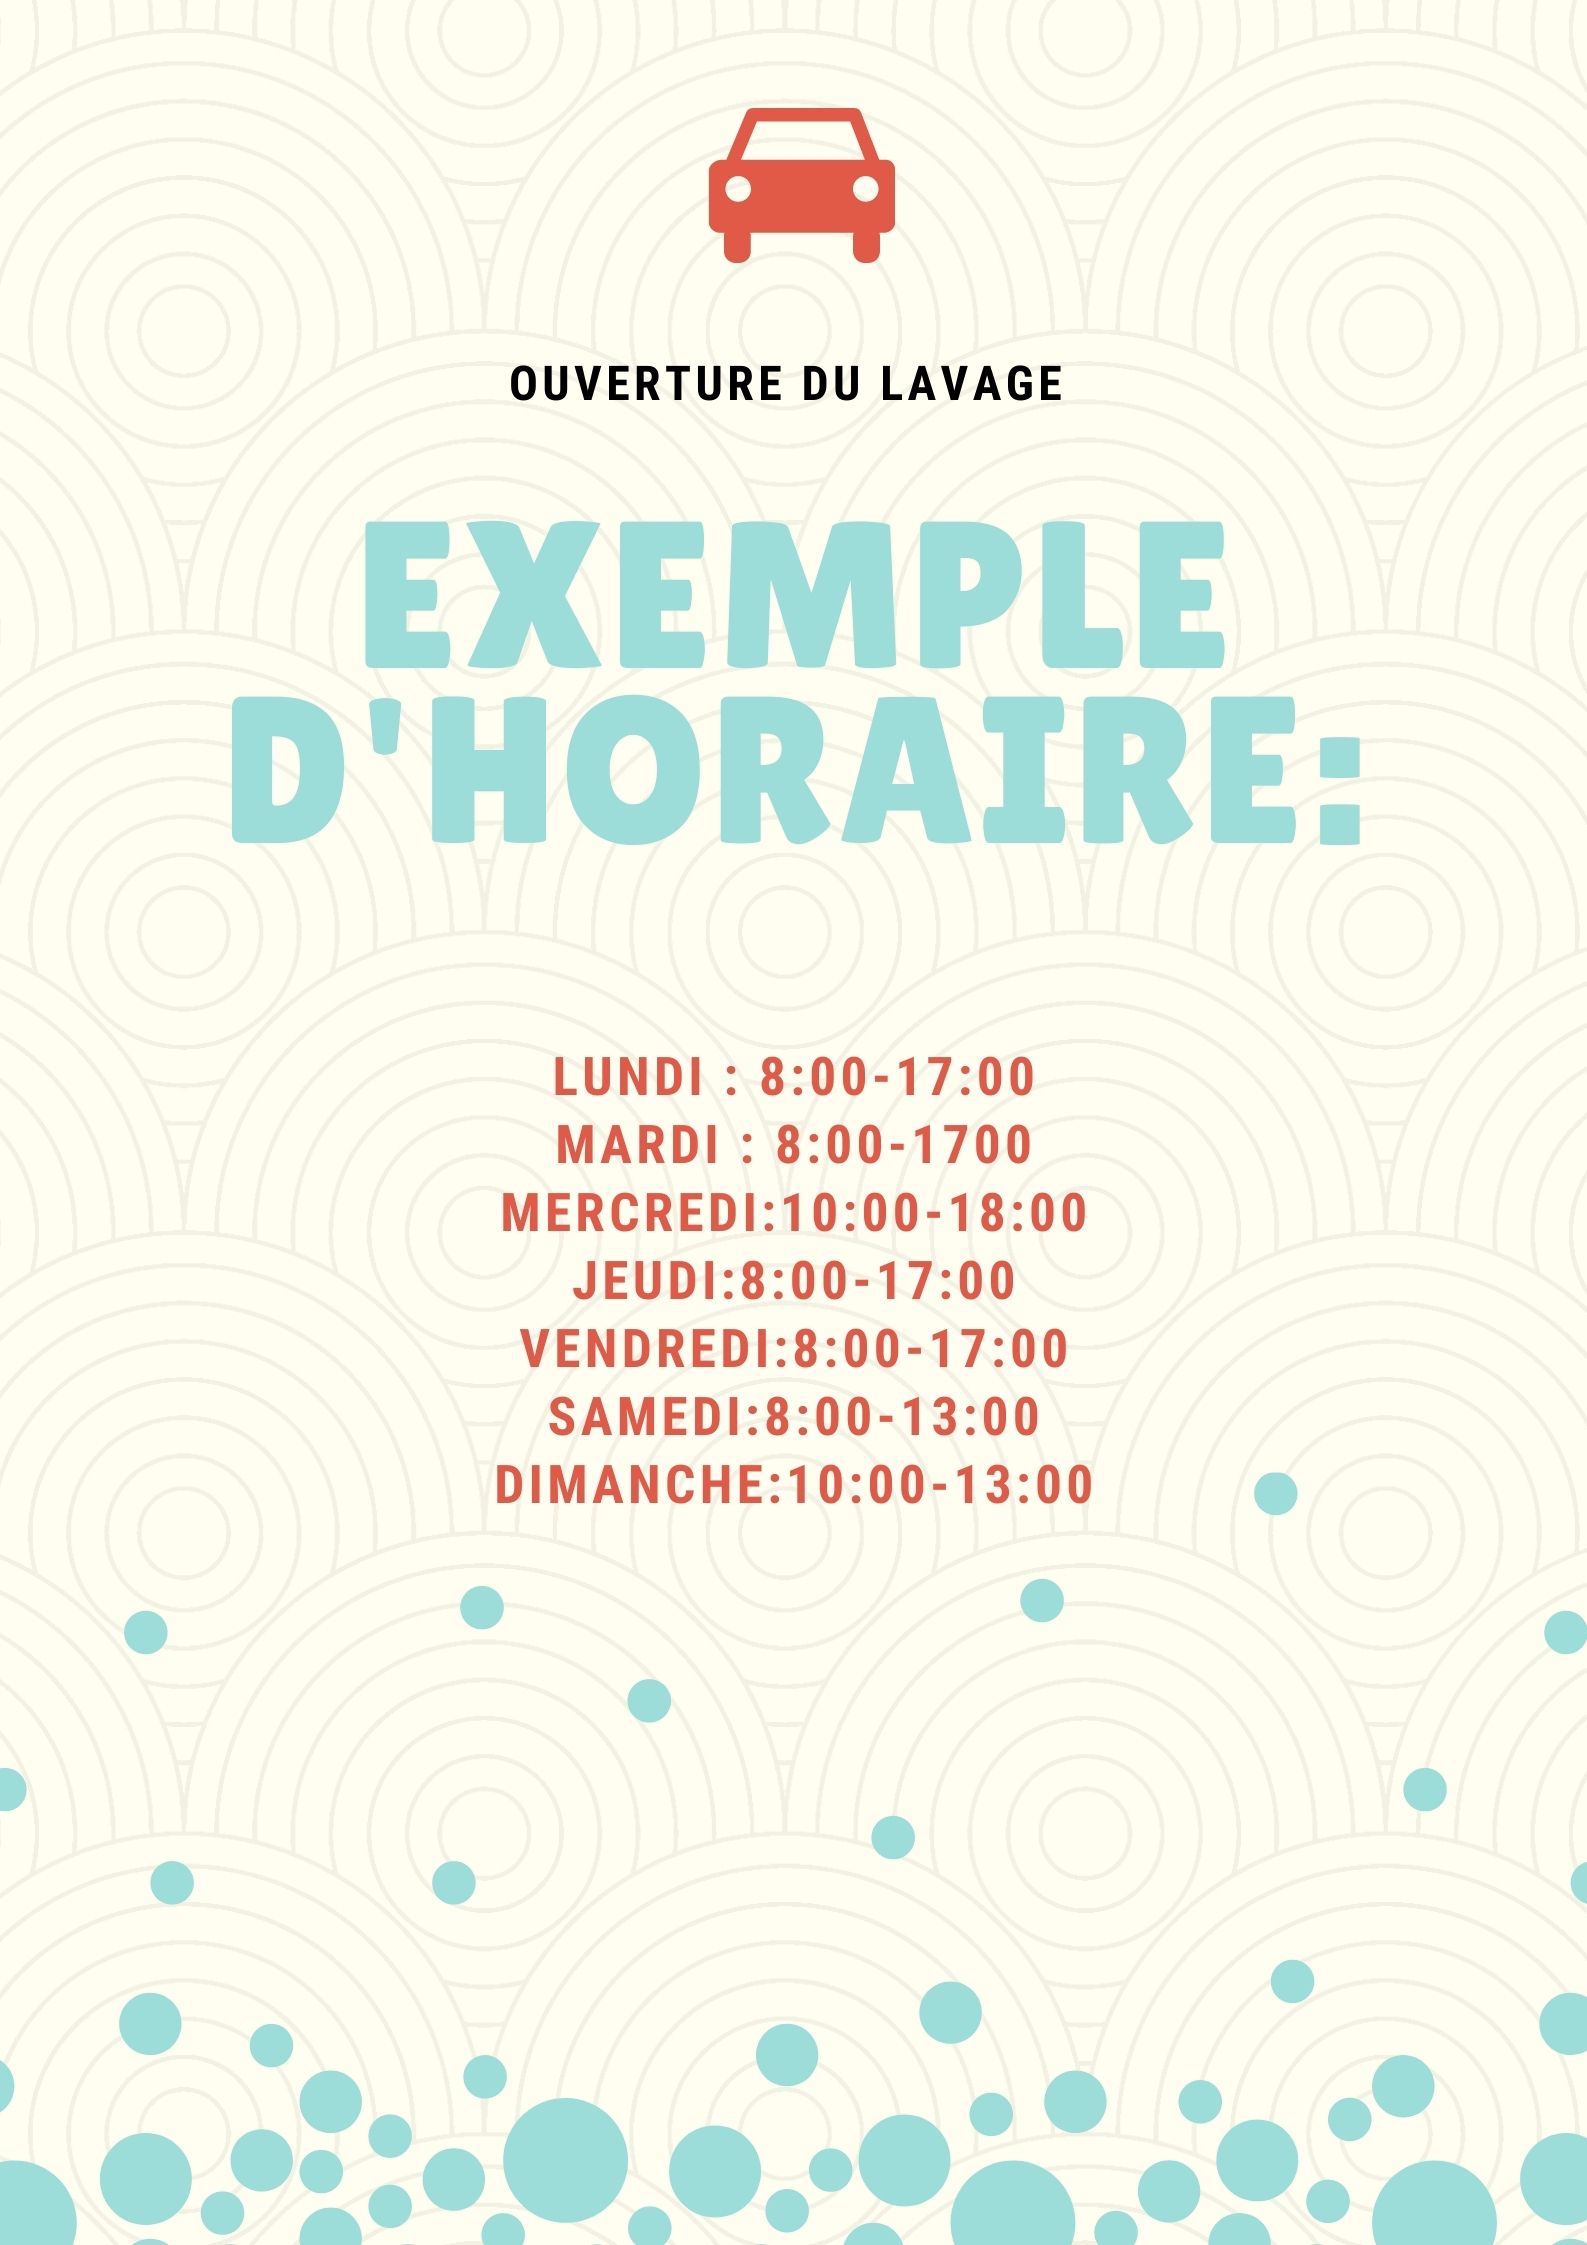 OUVERTURE DU LAVAGE
EXEMPLE
D'HORAIRE:
LUNDI : 8:00-17:00
MARDI : 8:00-1700
MERCREDI:10:00-18:00
JEUDI:8:00-17:00
VENDREDI:8:00-17:00
SAMEDI:8:00-13:00
DIMANCHE:10:00-13:00